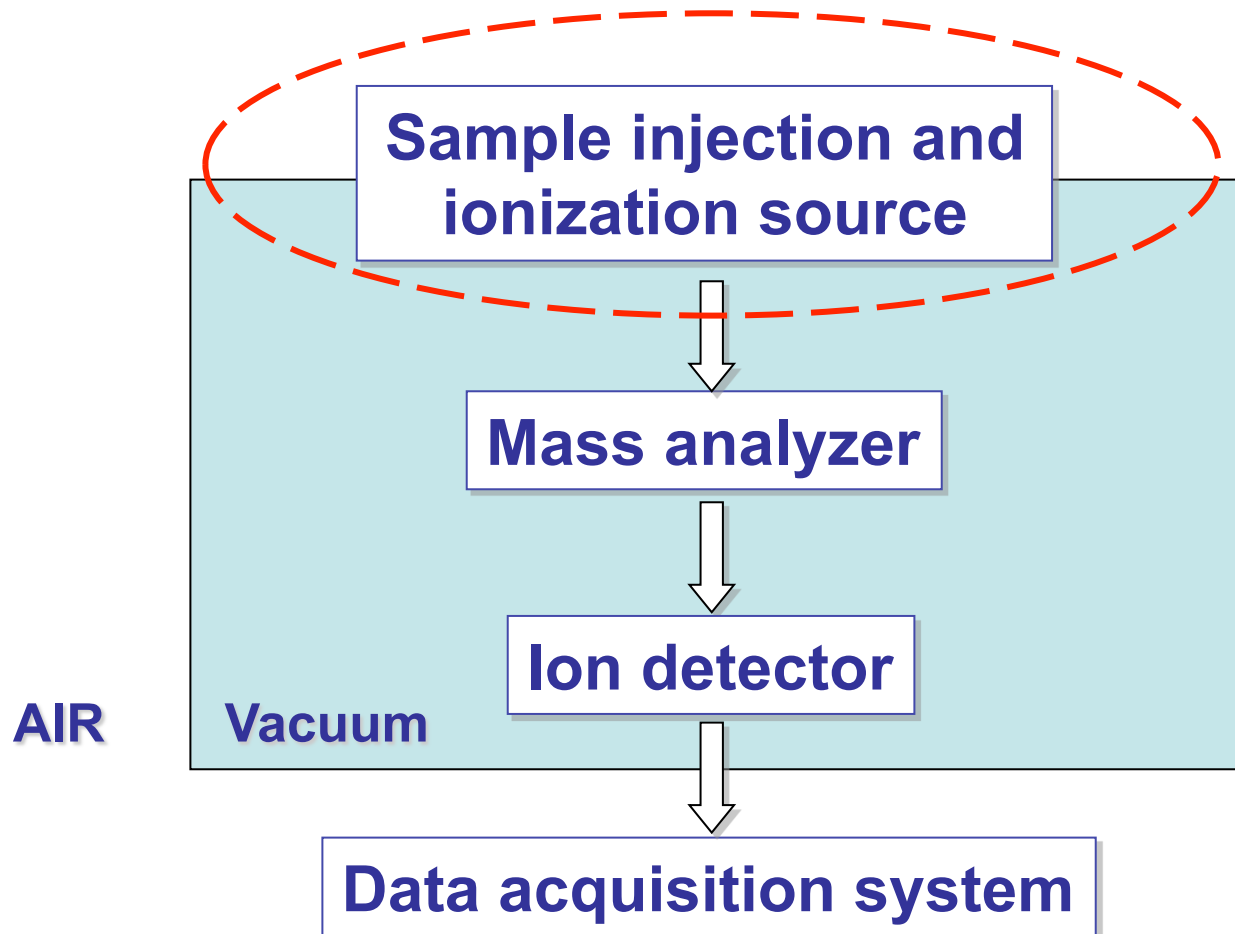 Sample injection and
ionization source
Mass analyzer
Ion detector
AIR
Vacuum
Data acquisition system